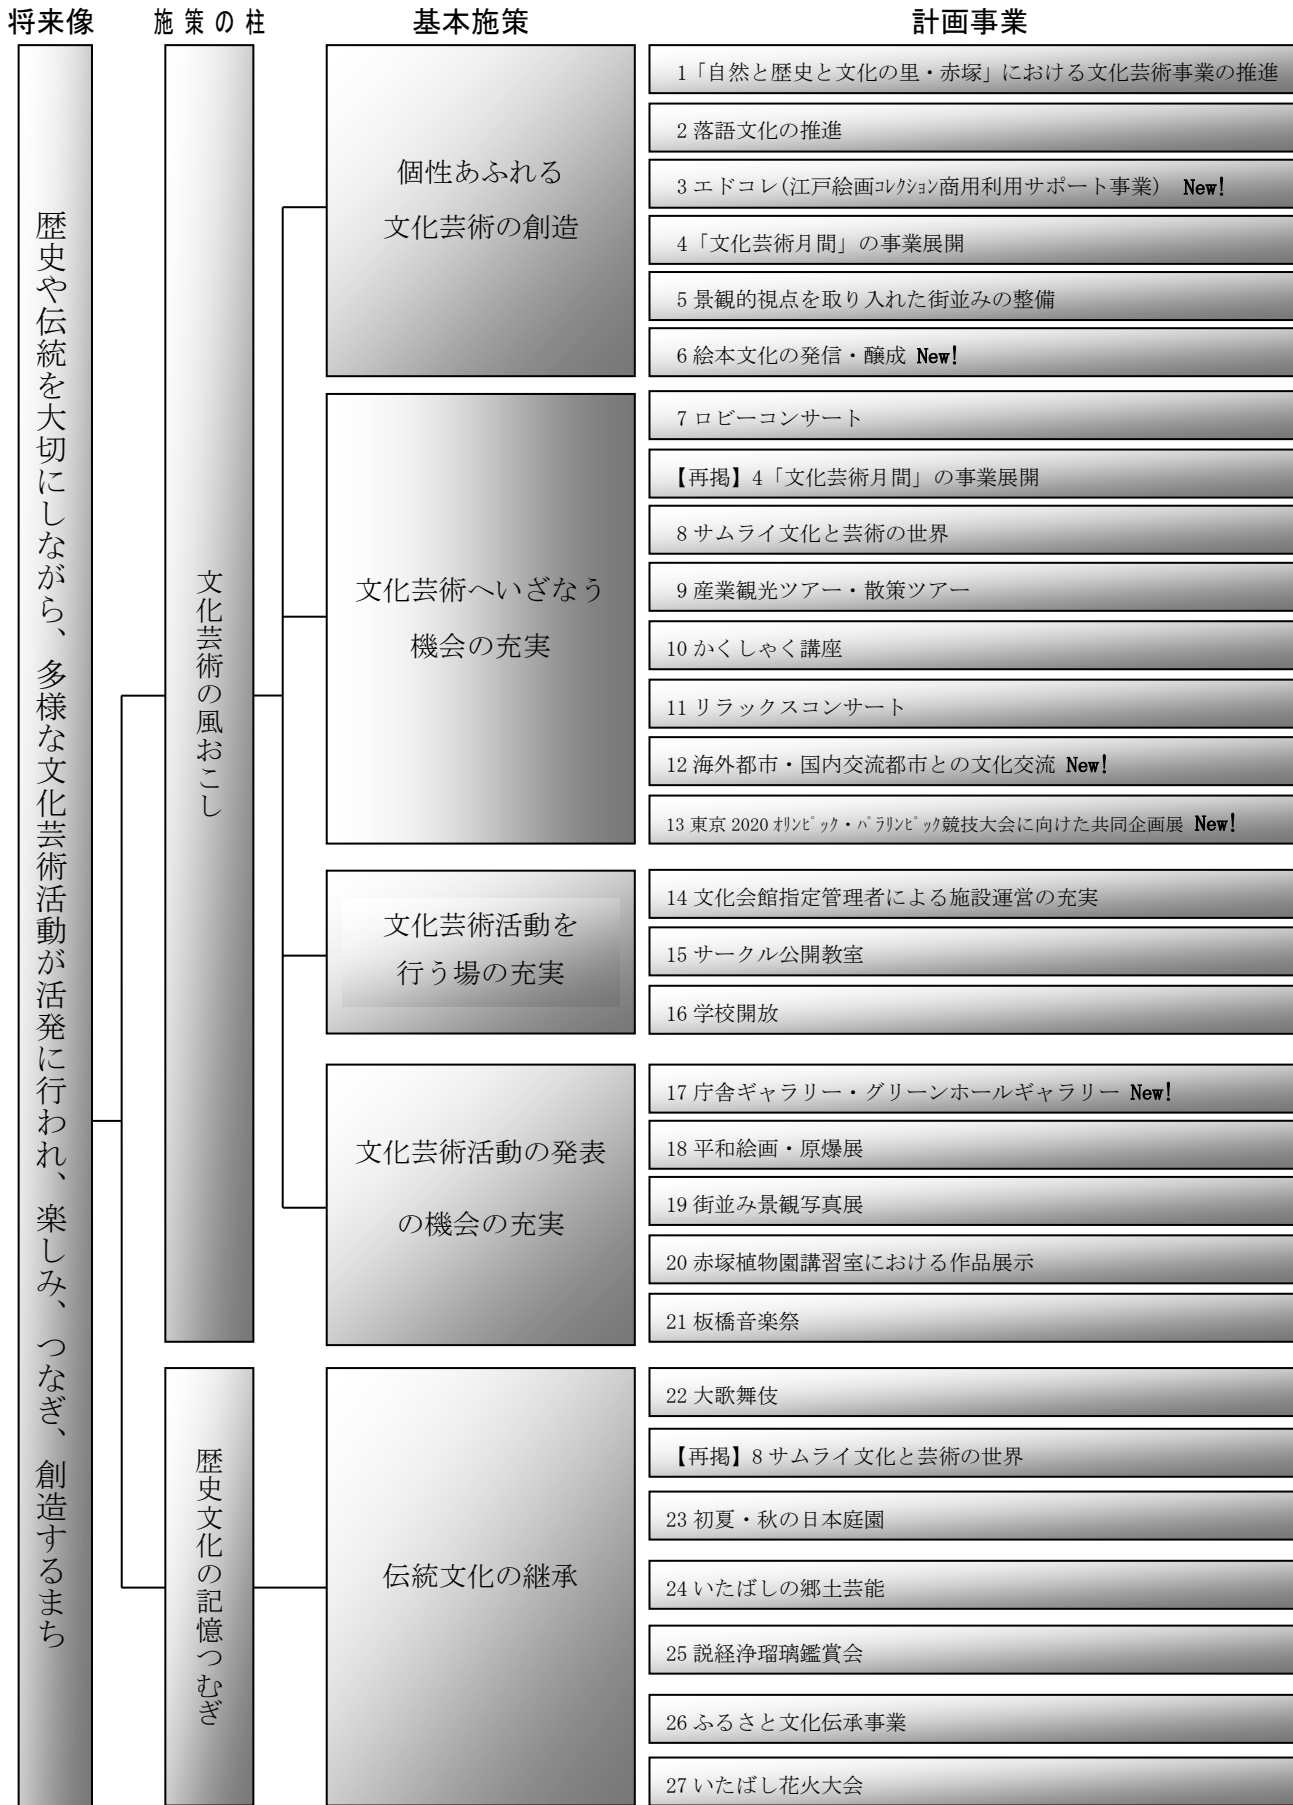 将来像
施策の柱
基本施策
計画事業
歴史や伝統を大切にしながら、多様な文化芸術活動が活発に行われ、楽しみ、つなぎ、創造するまち
文化芸術の風おこし
個性あふれる
文化芸術の創造
1「自然と歴史と文化の里・赤塚」における文化芸術事業の推進
2 落語文化の推進
3 エドコレ(江戸絵画ｺﾚｸｼｮﾝ商用利用サポート事業) New!
4「文化芸術月間」の事業展開
5 景観的視点を取り入れた街並みの整備
6 絵本文化の発信・醸成 New!
文化芸術へいざなう
機会の充実
7 ロビーコンサート
【再掲】4「文化芸術月間」の事業展開
8 サムライ文化と芸術の世界
9 産業観光ツアー・散策ツアー
10 かくしゃく講座
11 リラックスコンサート
12 海外都市・国内交流都市との文化交流 New!
13 東京 2020 ｵﾘﾝﾋﾟｯｸ・ﾊﾟﾗﾘﾝﾋﾟｯｸ競技大会に向けた共同企画展 New!
文化芸術活動を
行う場の充実
14 文化会館指定管理者による施設運営の充実
15 サークル公開教室
16 学校開放
文化芸術活動の発表
の機会の充実
17 庁舎ギャラリー・グリーンホールギャラリー New!
18 平和絵画・原爆展
19 街並み景観写真展
20 赤塚植物園講習室における作品展示
21 板橋音楽祭
歴史文化の記憶つむぎ
伝統文化の継承
22 大歌舞伎
【再掲】8 サムライ文化と芸術の世界
23 初夏・秋の日本庭園
24 いたばしの郷土芸能
25 説経浄瑠璃鑑賞会
26 ふるさと文化伝承事業
27 いたばし花火大会